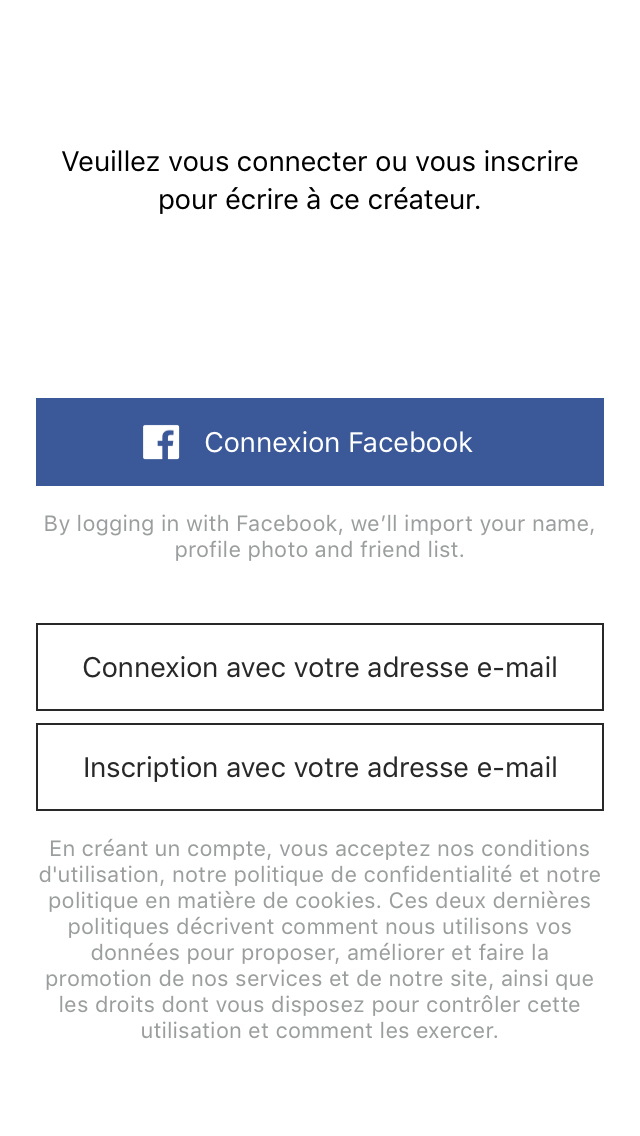 Veuillez vous connecter ou vous inscrire
pour écrire à ce créateur.
Connexion Facebook
By logging in with Facebook, we’ll import your name,
profile photo and friend list.
Connexion avec votre adresse e-mail
Inscription avec votre adresse e-mail
En créant un compte, vous acceptez nos conditions
d'utilisation, notre politique de confidentialité et notre
politique en matière de cookies. Ces deux dernières
politiques décrivent comment nous utilisons vos
données pour proposer, améliorer et faire la
promotion de nos services et de notre site, ainsi que
les droits dont vous disposez pour contrôler cette
utilisation et comment les exercer.